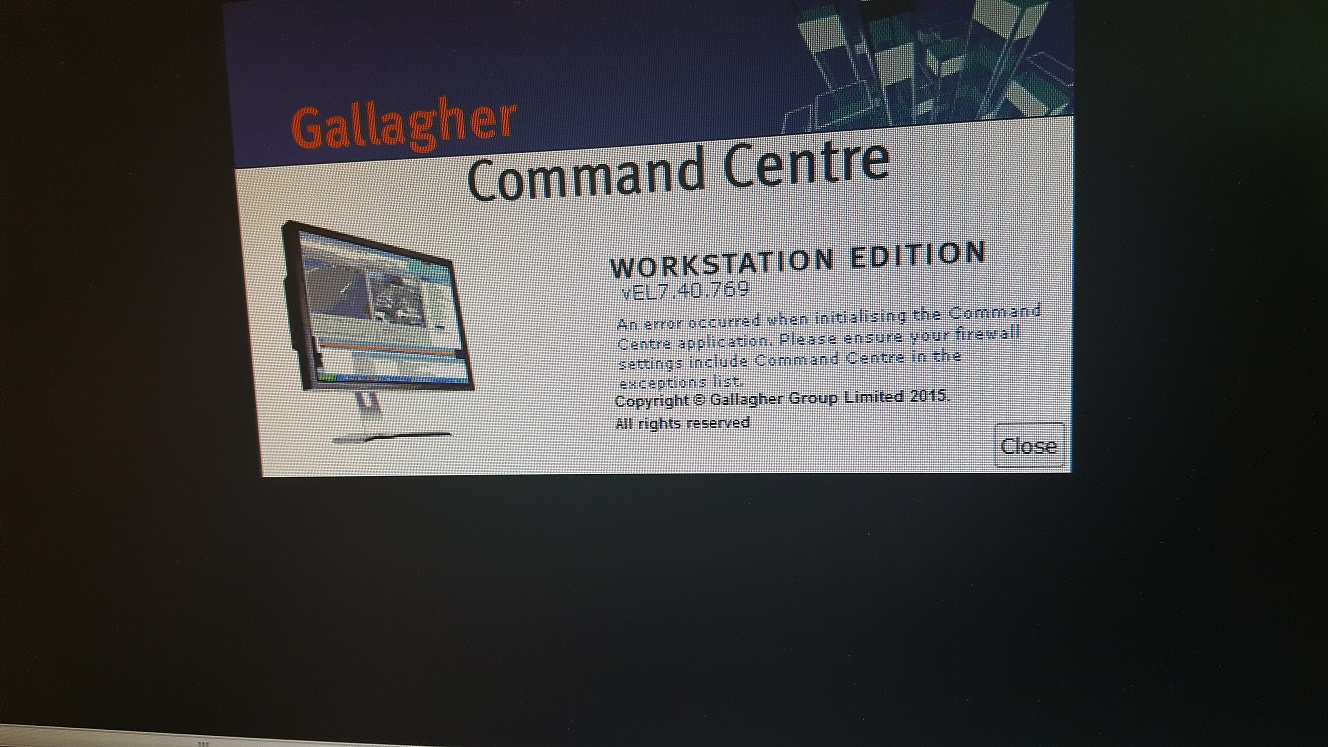 Gallagher
Command Centre
WORKSTATION EDITION
vEL7.40.769
An error occurred when initialising the Command
Centre application. Please ensure your firewall
settings include Command Centre in the
exceptions list.
Copyright © Gallagher Group Limited 2015.
All rights reserved
Close